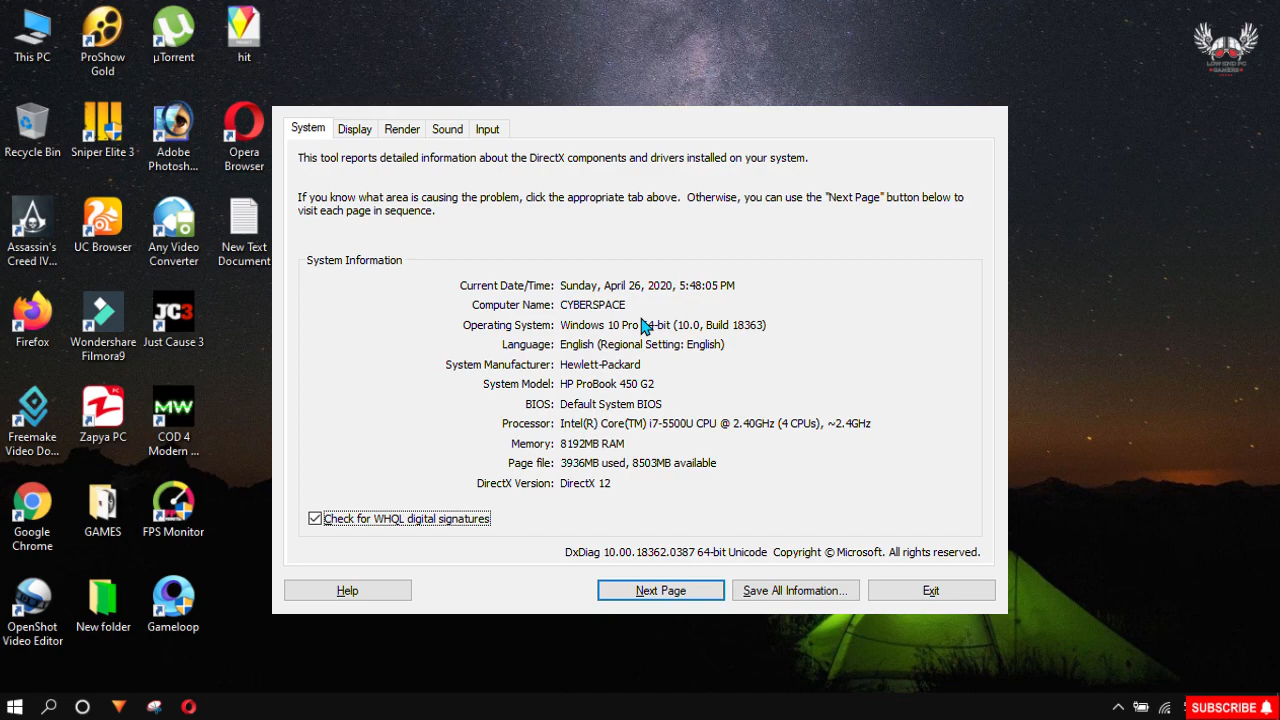 This PC
ProShow
Gold
µTorrent
hit
LOW-END PC
GAMERS
Recycle Bin
Sniper Elite 3
Adobe
Photosh...
Opera
Browser
Assassin's
Creed IV...
UC Browser
Any Video
Converter
New Text
Document
Firefox
Wondershare
Filmora9
JC3
Just Cause 3
Freemake
Video Do...
Zapya PC
MW
COD 4
Modern ...
Google
Chrome
GAMES
FPS Monitor
OpenShot
Video Editor
New folder
Gameloop
System
Display
Render
Sound
Input
This tool reports detailed information about the DirectX components and drivers installed on your system.
If you know what area is causing the problem, click the appropriate tab above. Otherwise, you can use the "Next Page" button below to
visit each page in sequence.
System Information
Current Date/Time: Sunday, April 26, 2020, 5:48:05 PM
Computer Name: CYBERSPACE
Operating System: Windows 10 Pro 4-bit (10.0, Build 18363)
Language: English (Regional Setting: English)
System Manufacturer: Hewlett-Packard
System Model: HP ProBook 450 G2
BIOS: Default System BIOS
Processor: Intel(R) Core(TM) i7-5500U CPU @ 2.40GHz (4 CPUs), ~2.4GHz
Memory: 8192MB RAM
Page file: 3936MB used, 8503MB available
DirectX Version: DirectX 12
Check for WHQL digital signatures
DxDiag 10.00.18362.0387 64-bit Unicode Copyright © Microsoft. All rights reserved.
Help
Next Page
Save All Information...
Exit
SUBSCRIBE